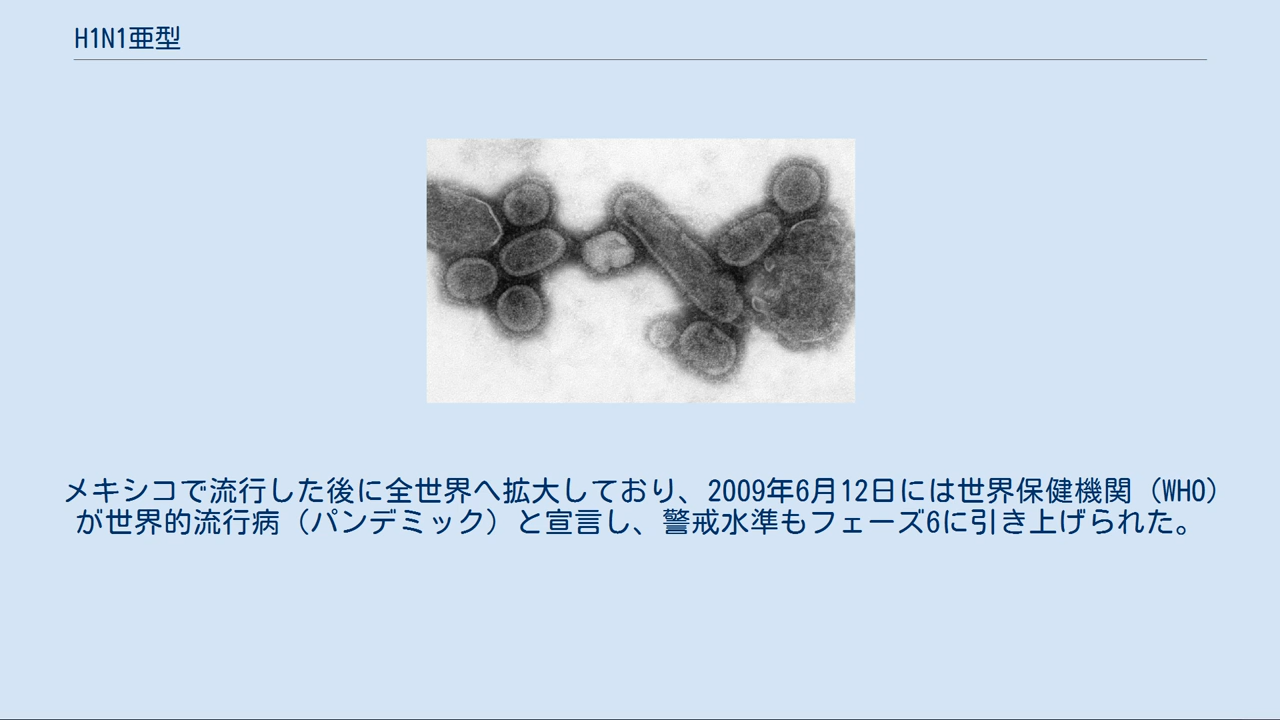 H1N1亜型
メキシコで流行した後に全世界へ拡大しており、2009年6月12日には世界保健機関（WHO）
が世界的流行病（パンデミック）と宣言し、警戒水準もフェーズ6に引き上げられた。